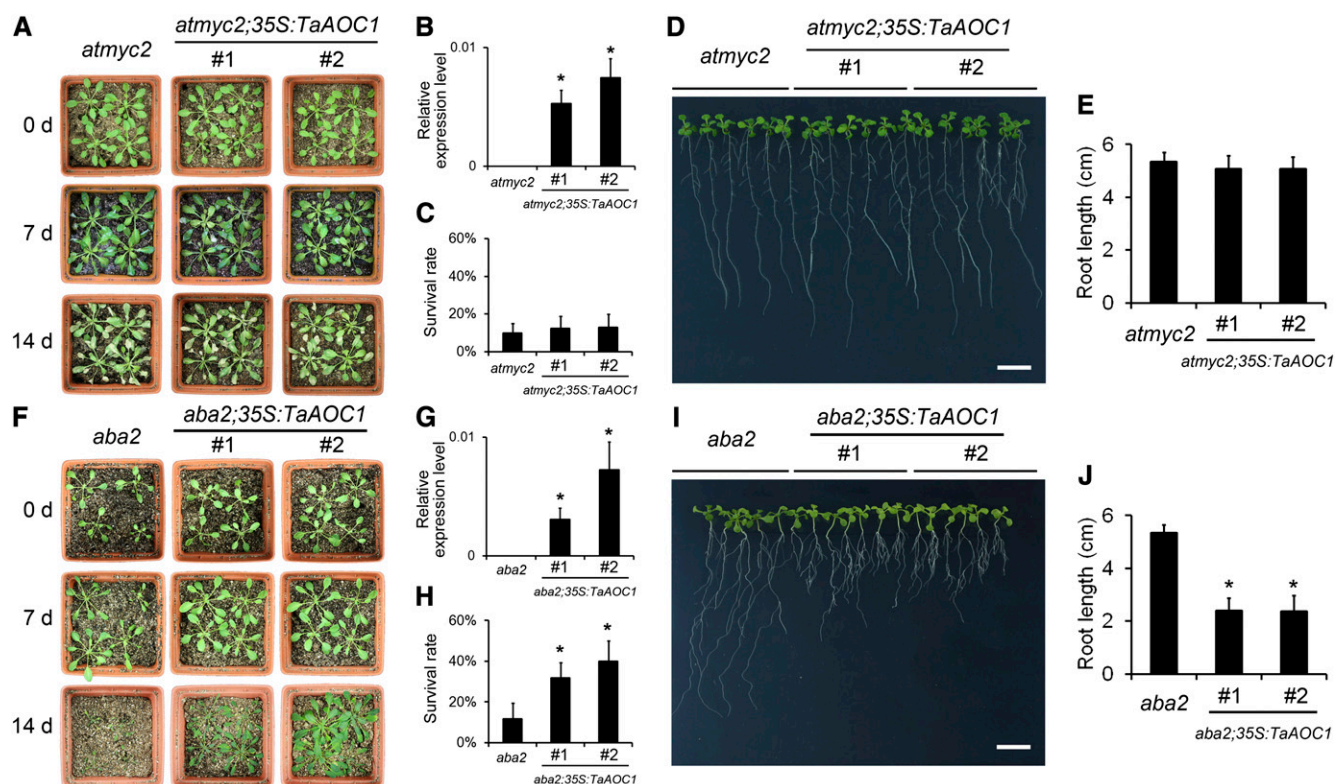 A
atmyc2
atmyc2;35S:TaAOC1
#1
#2
0 d
7 d
14 d
B
Relative
expression level
0.01
0
*
*
atmyc2
#1
#2
atmyc2;35S:TaAOC1
C
Survival rate
60%
40%
20%
0%
atmyc2
#1
#2
atmyc2;35S:TaAOC1
D
atmyc2
atmyc2;35S:TaAOC1
#1
#2
E
Root length (cm)
6
4
2
0
atmyc2
#1
#2
atmyc2;35S:TaAOC1
F
aba2
aba2;35S:TaAOC1
#1
#2
0 d
7 d
14 d
G
Relative
expression level
0.01
0
*
*
aba2
#1
#2
aba2;35S:TaAOC1
H
Survival rate
60%
40%
20%
0%
*
*
aba2
#1
#2
aba2;35S:TaAOC1
I
aba2
aba2;35S:TaAOC1
#1
#2
J
Root length (cm)
6
4
2
0
*
*
aba2
#1
#2
aba2;35S:TaAOC1